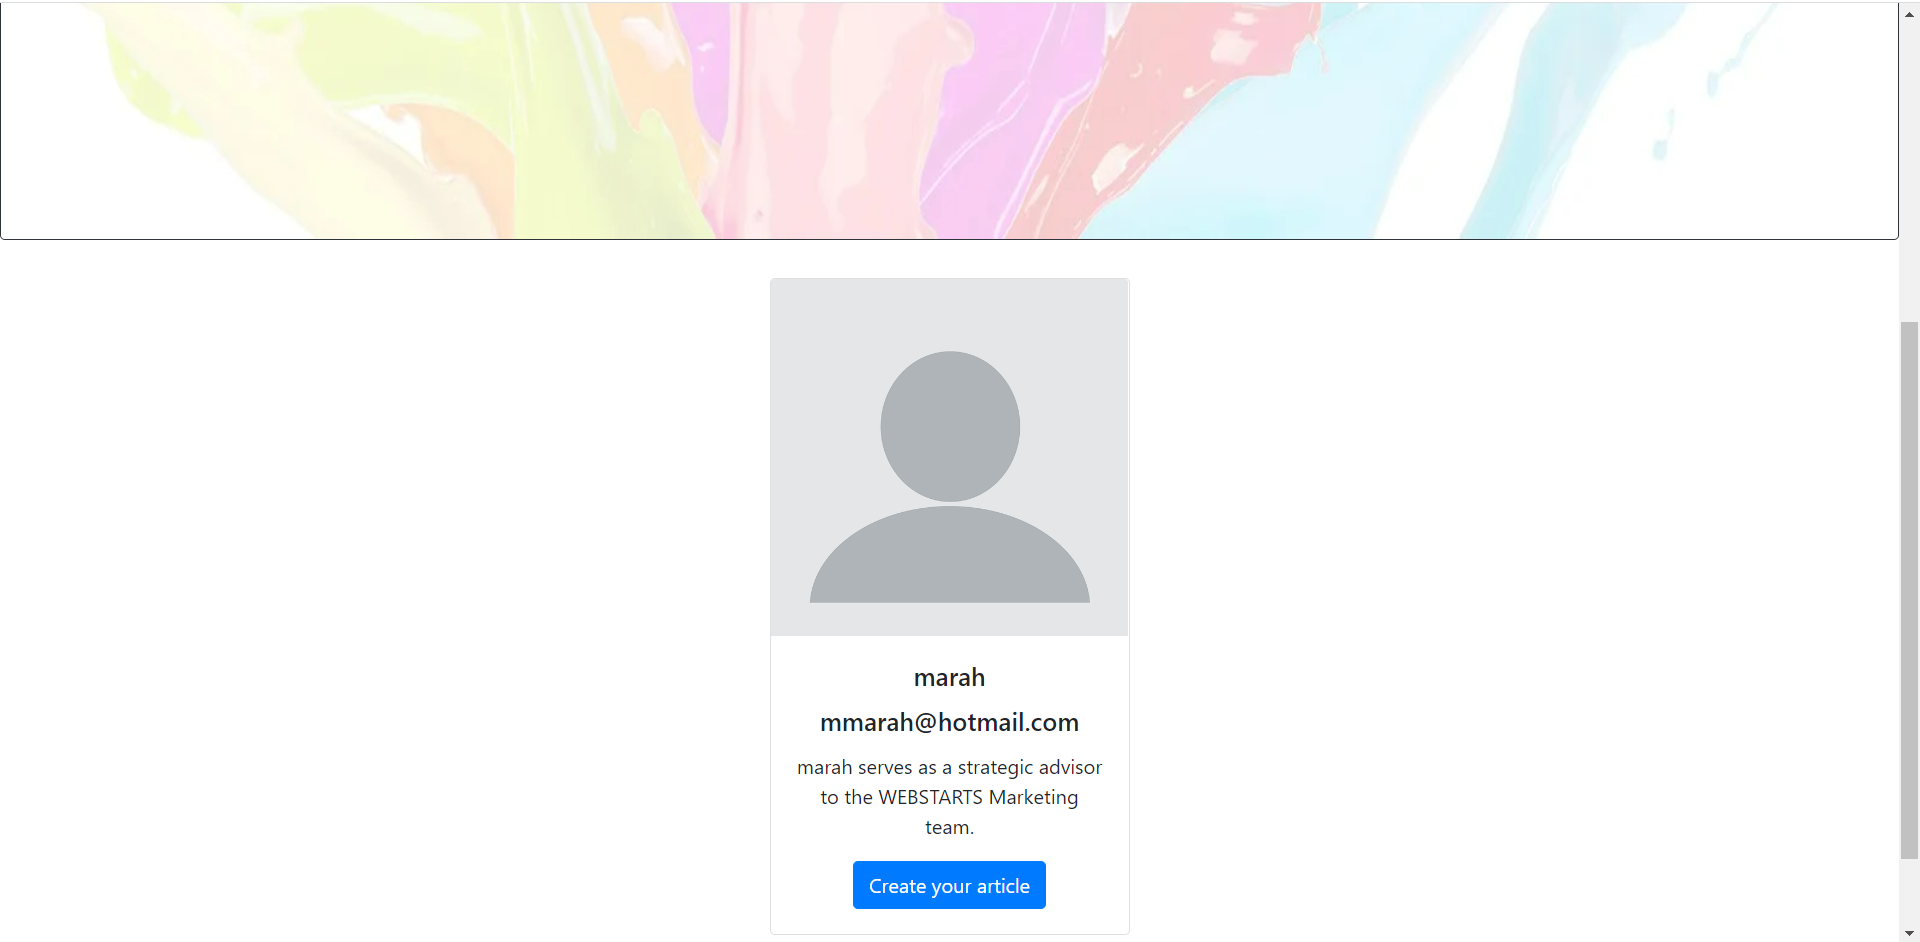 marah
mmarah@hotmail.com
marah serves as a strategic advisor
to the WEBSTARTS Marketing
team.
Create your article